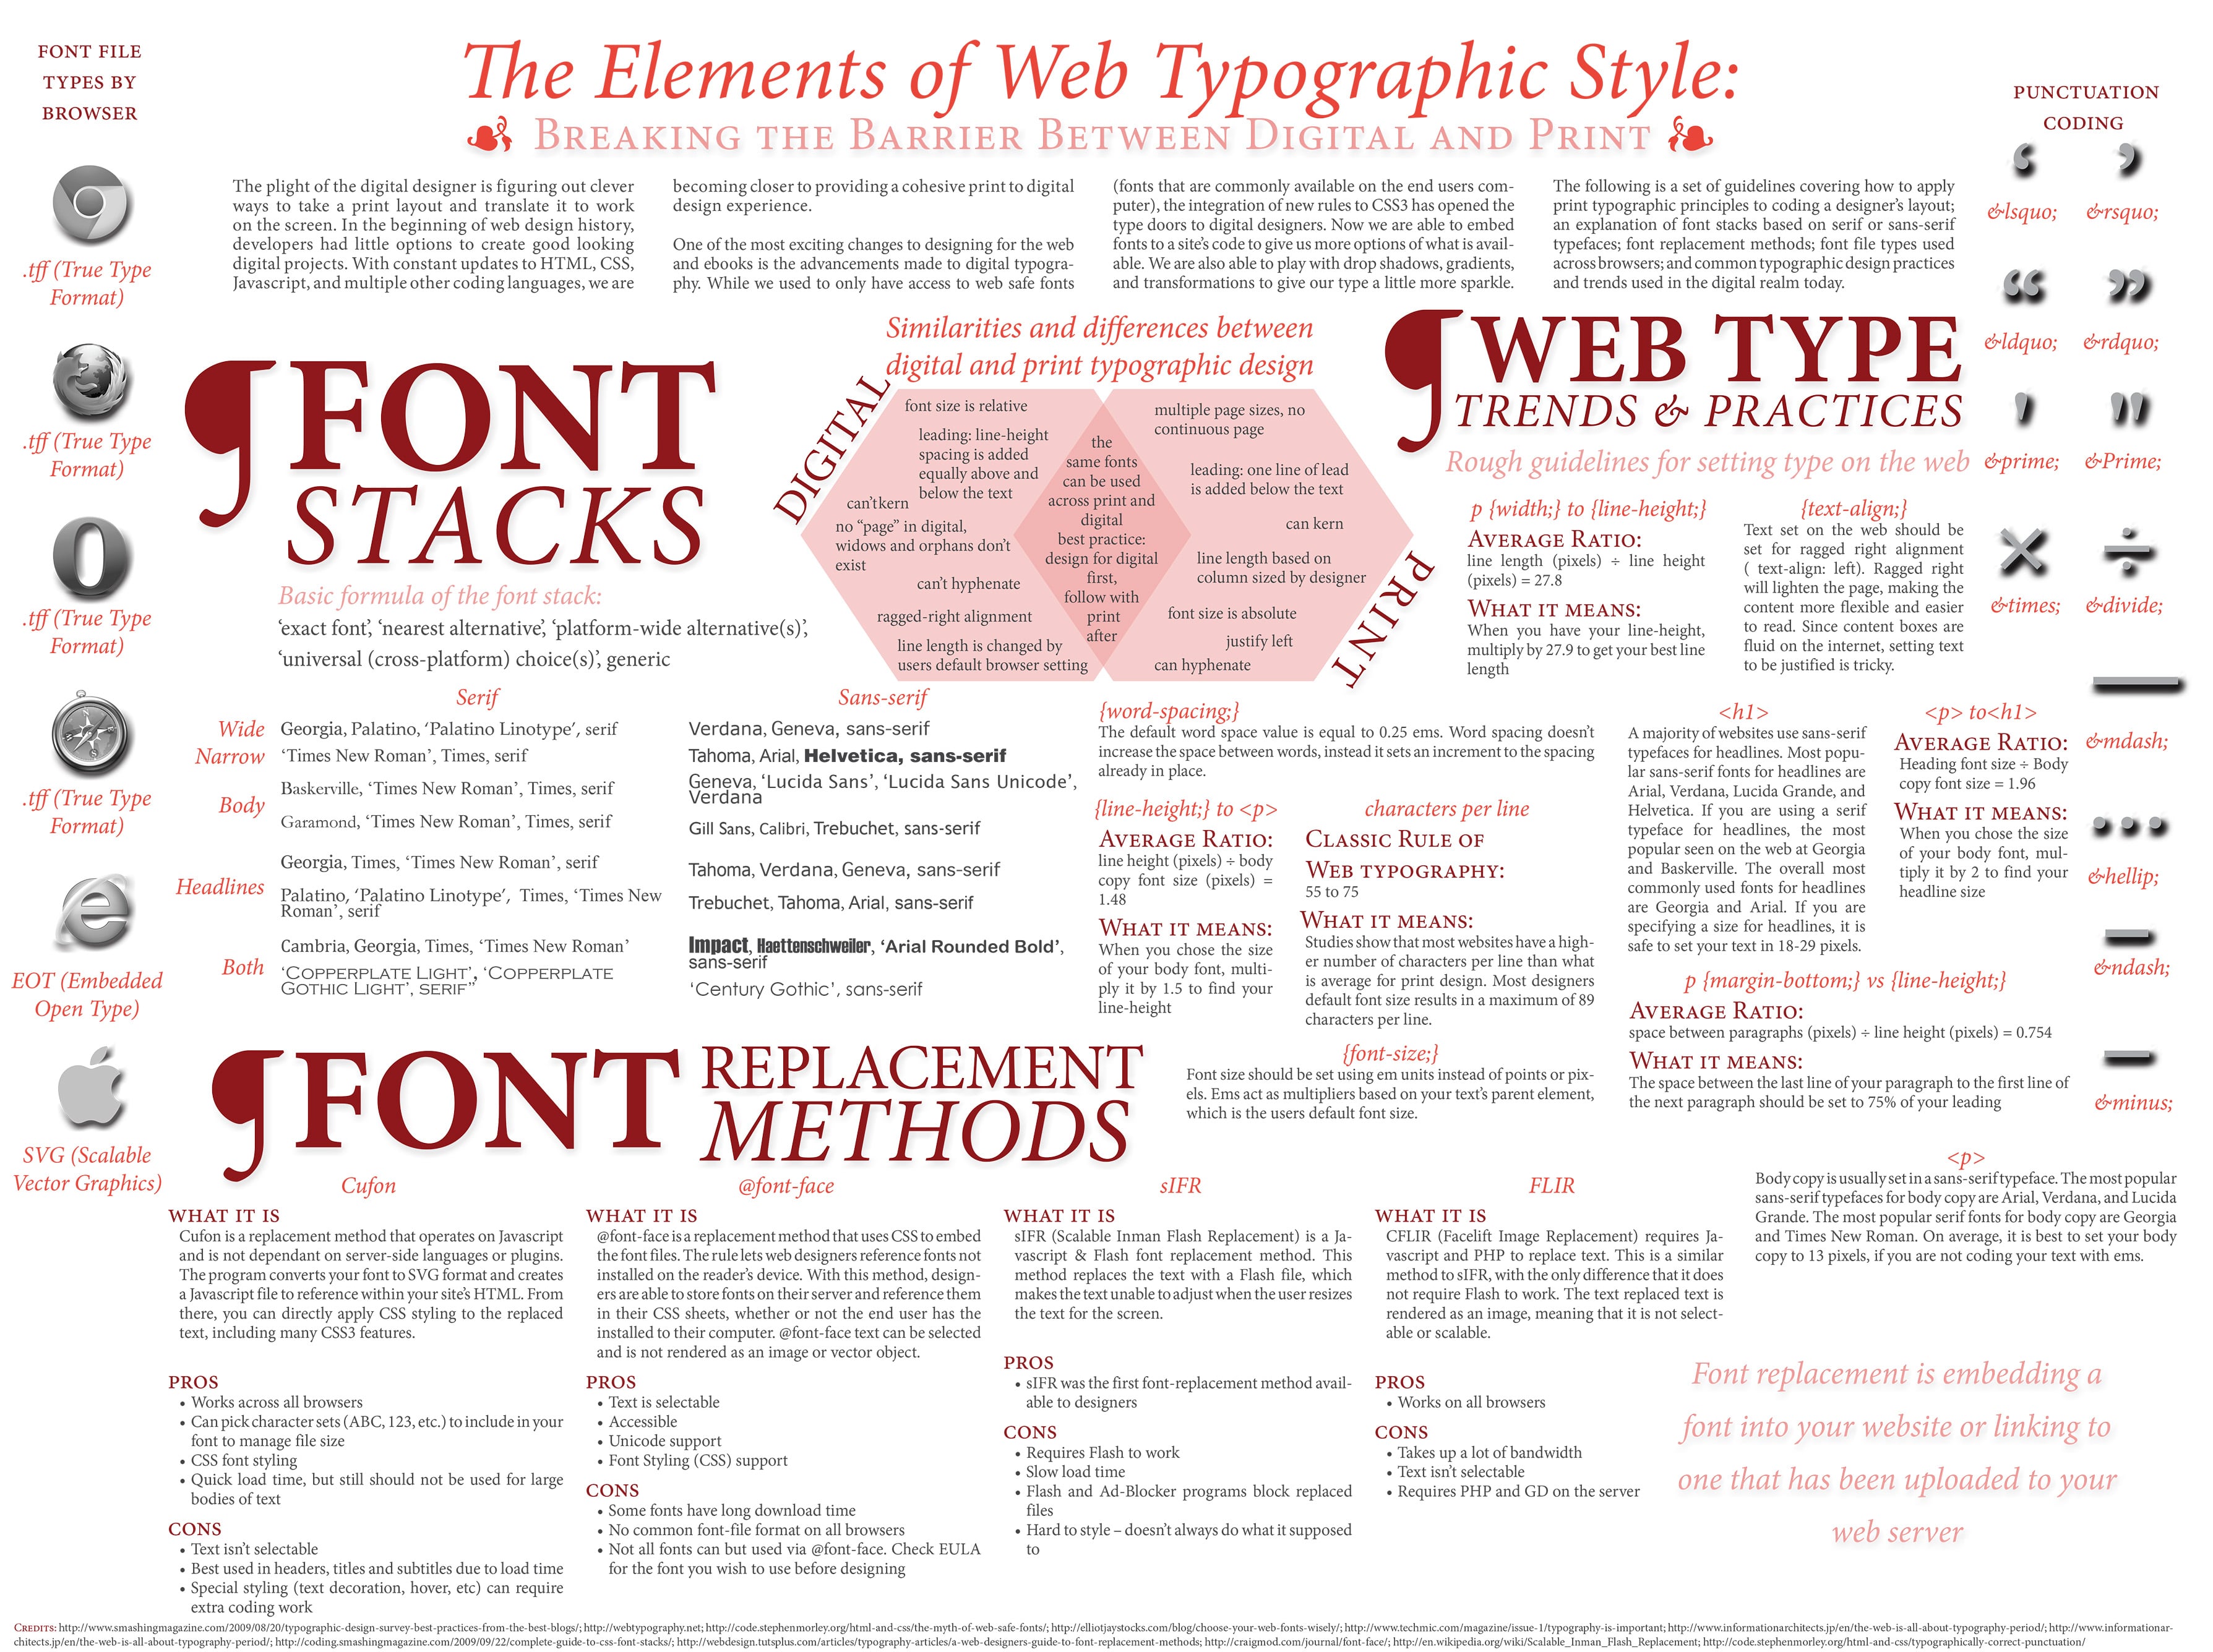 FONT FILE
TYPES BY
BROWSER
.tff (True Type
Format)
.tff (True Type
Format)
.tff (True Type
Format)
.tff (True Type
Format)
EOT (Embedded
Open Type)
SVG (Scalable
Vector Graphics)
The Elements of Web Typographic Style:
Breaking the Barrier Between Digital and Print
The plight of the digital designer is figuring out clever
ways to take a print layout and translate it to work
on the screen. In the beginning of web design history,
developers had little options to create good looking
digital projects. With constant updates to HTML, CSS,
Javascript, and multiple other coding languages, we are
becoming closer to providing a cohesive print to digital
design experience.
One of the most exciting changes to designing for the web
and ebooks is the advancements made to digital typogra-
phy. While we used to only have access to web safe fonts
(fonts that are commonly available on the end users com-
puter), the integration of new rules to CSS3 has opened the
type doors to digital designers. Now we are able to embed
fonts to a site's code to give us more options of what is avail-
able. We are also able to play with drop shadows, gradients,
and transformations to give our type a little more sparkle.
The following is a set of guidelines covering how to apply
print typographic principles to coding a designer's layout;
an explanation of font stacks based on serif or sans-serif
typefaces; font replacement methods; font file types used
across browsers; and common typographic design practices
and trends used in the digital realm today.
PUNCTUATION
CODING
‘ ’
&lsquo; &rsquo;
“ ”
&ldquo; &rdquo;
′ ″
&prime; &Prime;
× ÷
&times; &divide;
—
&mdash;
…
&hellip;
–
&ndash;
−
&minus;
¶FONT
STACKS
Basic formula of the font stack:
‘exact font’, ‘nearest alternative’, ‘platform-wide alternative(s)’,
‘universal (cross-platform) choice(s)’, generic
Serif Sans-serif
Wide Georgia, Palatino, ‘Palatino Linotype’, serif Verdana, Geneva, sans-serif
Narrow ‘Times New Roman’, Times, serif Tahoma, Arial, Helvetica, sans-serif
Body
Baskerville, ‘Times New Roman’, Times, serif
Geneva, ‘Lucida Sans’, ‘Lucida Sans Unicode’,
Verdana
Garamond, ‘Times New Roman’, Times, serif
Gill Sans, Calibri, Trebuchet, sans-serif
Headlines
Georgia, Times, ‘Times New Roman’, serif
Tahoma, Verdana, Geneva, sans-serif
Palatino, ‘Palatino Linotype’, Times, ‘Times New
Roman’, serif
Trebuchet, Tahoma, Arial, sans-serif
Both
Cambria, Georgia, Times, ‘Times New Roman’
Impact, Haettenschweiler, ‘Arial Rounded Bold’,
sans-serif
‘Copperplate Light’, ‘Copperplate
Gothic Light’, serif”
‘Century Gothic’, sans-serif
Similarities and differences between
digital and print typographic design
DIGITAL
font size is relative
leading: line-height
spacing is added
equally above and
below the text
can'tkern
no “page” in digital,
widows and orphans don't
exist
can't hyphenate
ragged-right alignment
line length is changed by
users default browser setting
the
same fonts
can be used
across print and
digital
best practice:
design for digital
first,
follow with
print
after
multiple page sizes, no
continuous page
leading: one line of lead
is added below the text
can kern
line length based on
column sized by designer
font size is absolute
justify left
can hyphenate
PRINT
¶WEB TYPE
TRENDS & PRACTICES
Rough guidelines for setting type on the web
p {width;} to {line-height;}
Average Ratio:
line length (pixels) ÷ line height
(pixels) = 27.8
What it means:
When you have your line-height,
multiply by 27.9 to get your best line
length
{text-align;}
Text set on the web should be
set for ragged right alignment
( text-align: left). Ragged right
will lighten the page, making the
content more flexible and easier
to read. Since content boxes are
fluid on the internet, setting text
to be justified is tricky.
{word-spacing;}
The default word space value is equal to 0.25 ems. Word spacing doesn't
increase the space between words, instead it sets an increment to the spacing
already in place.
{line-height;} to <p>
Average Ratio:
line height (pixels) ÷ body
copy font size (pixels) =
1.48
What it means:
When you chose the size
of your body font, multi-
ply it by 1.5 to find your
line-height
characters per line
Classic Rule of
Web typography:
55 to 75
What it means:
Studies show that most websites have a high-
er number of characters per line than what
is average for print design. Most designers
default font size results in a maximum of 89
characters per line.
{font-size;}
Font size should be set using em units instead of points or pix-
els. Ems act as multipliers based on your text's parent element,
which is the users default font size.
<h1>
A majority of websites use sans-serif
typefaces for headlines. Most popu-
lar sans-serif fonts for headlines are
Arial, Verdana, Lucida Grande, and
Helvetica. If you are using a serif
typeface for headlines, the most
popular seen on the web at Georgia
and Baskerville. The overall most
commonly used fonts for headlines
are Georgia and Arial. If you are
specifying a size for headlines, it is
safe to set your text in 18-29 pixels.
<p> to<h1>
Average Ratio:
Heading font size ÷ Body
copy font size = 1.96
What it means:
When you chose the size
of your body font, mul-
tiply it by 2 to find your
headline size
p {margin-bottom;} vs {line-height;}
Average Ratio:
space between paragraphs (pixels) ÷ line height (pixels) = 0.754
What it means:
The space between the last line of your paragraph to the first line of
the next paragraph should be set to 75% of your leading
<p>
Body copy is usually set in a sans-serif typeface. The most popular
sans-serif typefaces for body copy are Arial, Verdana, and Lucida
Grande. The most popular serif fonts for body copy are Georgia
and Times New Roman. On average, it is best to set your body
copy to 13 pixels, if you are not coding your text with ems.
¶FONT REPLACEMENT
METHODS
Cufon
WHAT IT IS
Cufon is a replacement method that operates on Javascript
and is not dependant on server-side languages or plugins.
The program converts your font to SVG format and creates
a Javascript file to reference within your site's HTML. From
there, you can directly apply CSS styling to the replaced
text, including many CSS3 features.
PROS
• Works across all browsers
• Can pick character sets (ABC, 123, etc.) to include in your
font to manage file size
• CSS font styling
• Quick load time, but still should not be used for large
bodies of text
CONS
• Text isn't selectable
• Best used in headers, titles and subtitles due to load time
• Special styling (text decoration, hover, etc) can require
extra coding work
@font-face
WHAT IT IS
@font-face is a replacement method that uses CSS to embed
the font files. The rule lets web designers reference fonts not
installed on the reader's device. With this method, design-
ers are able to store fonts on their server and reference them
in their CSS sheets, whether or not the end user has the
installed to their computer. @font-face text can be selected
and is not rendered as an image or vector object.
PROS
• Text is selectable
• Accessible
• Unicode support
• Font Styling (CSS) support
CONS
• Some fonts have long download time
• No common font-file format on all browsers
• Not all fonts can but used via @font-face. Check EULA
for the font you wish to use before designing
sIFR
WHAT IT IS
sIFR (Scalable Inman Flash Replacement) is a Ja-
vascript & Flash font replacement method. This
method replaces the text with a Flash file, which
makes the text unable to adjust when the user resizes
the text for the screen.
PROS
• sIFR was the first font-replacement method avail-
able to designers
CONS
• Requires Flash to work
• Slow load time
• Flash and Ad-Blocker programs block replaced
files
• Hard to style – doesn't always do what it supposed
to
FLIR
WHAT IT IS
CFLIR (Facelift Image Replacement) requires Ja-
vascript and PHP to replace text. This is a similar
method to sIFR, with the only difference that it does
not require Flash to work. The text replaced text is
rendered as an image, meaning that it is not select-
able or scalable.
PROS
• Works on all browsers
CONS
• Takes up a lot of bandwidth
• Text isn't selectable
• Requires PHP and GD on the server
Font replacement is embedding a
font into your website or linking to
one that has been uploaded to your
web server
Credits: http://www.smashingmagazine.com/2009/08/20/typographic-design-survey-best-practices-from-the-best-blogs/; http://webtypography.net; http://code.stephenmorley.org/html-and-css/the-myth-of-web-safe-fonts/; http://elliotjaystocks.com/blog/choose-your-web-fonts-wisely/; http://www.technic.com/magazine/issue-1/typography-is-important; http://www.informationarchitects.jp/en/the-web-is-all-about-typography-period/; http://www.informationar-
chitects.jp/en/the-web-is-all-about-typography-period/; http://coding.smashingmagazine.com/2009/09/22/complete-guide-to-css-font-stacks/; http://webdesign.tutsplus.com/articles/typography-articles/a-web-designers-guide-to-font-replacement-methods; http://craigmod.com/journal/font-face/; http://en.wikipedia.org/wiki/Scalable_Inman_Flash_Replacement; http://code.stephenmorley.org/html-and-css/typographically-correct-punctuation/